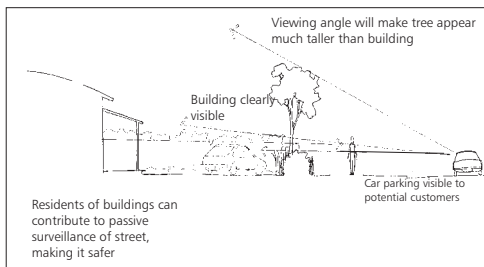 Viewing angle will make tree appear
much taller than building
Building clearly
visible
Car parking visible to
potential customers
Residents of buildings can
contribute to passive
surveillance of street,
making it safer